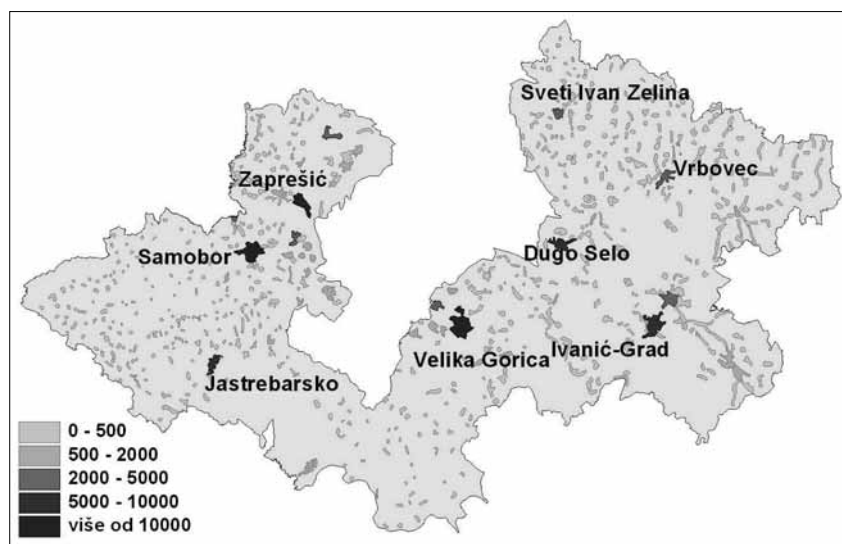 Sveti Ivan Zelina
Vrbovec
Zaprešić
Samobor
Dugo Selo
Velika Gorica
Ivanić-Grad
Jastrebarsko
0 - 500
500 - 2000
2000 - 5000
5000 - 10000
više od 10000